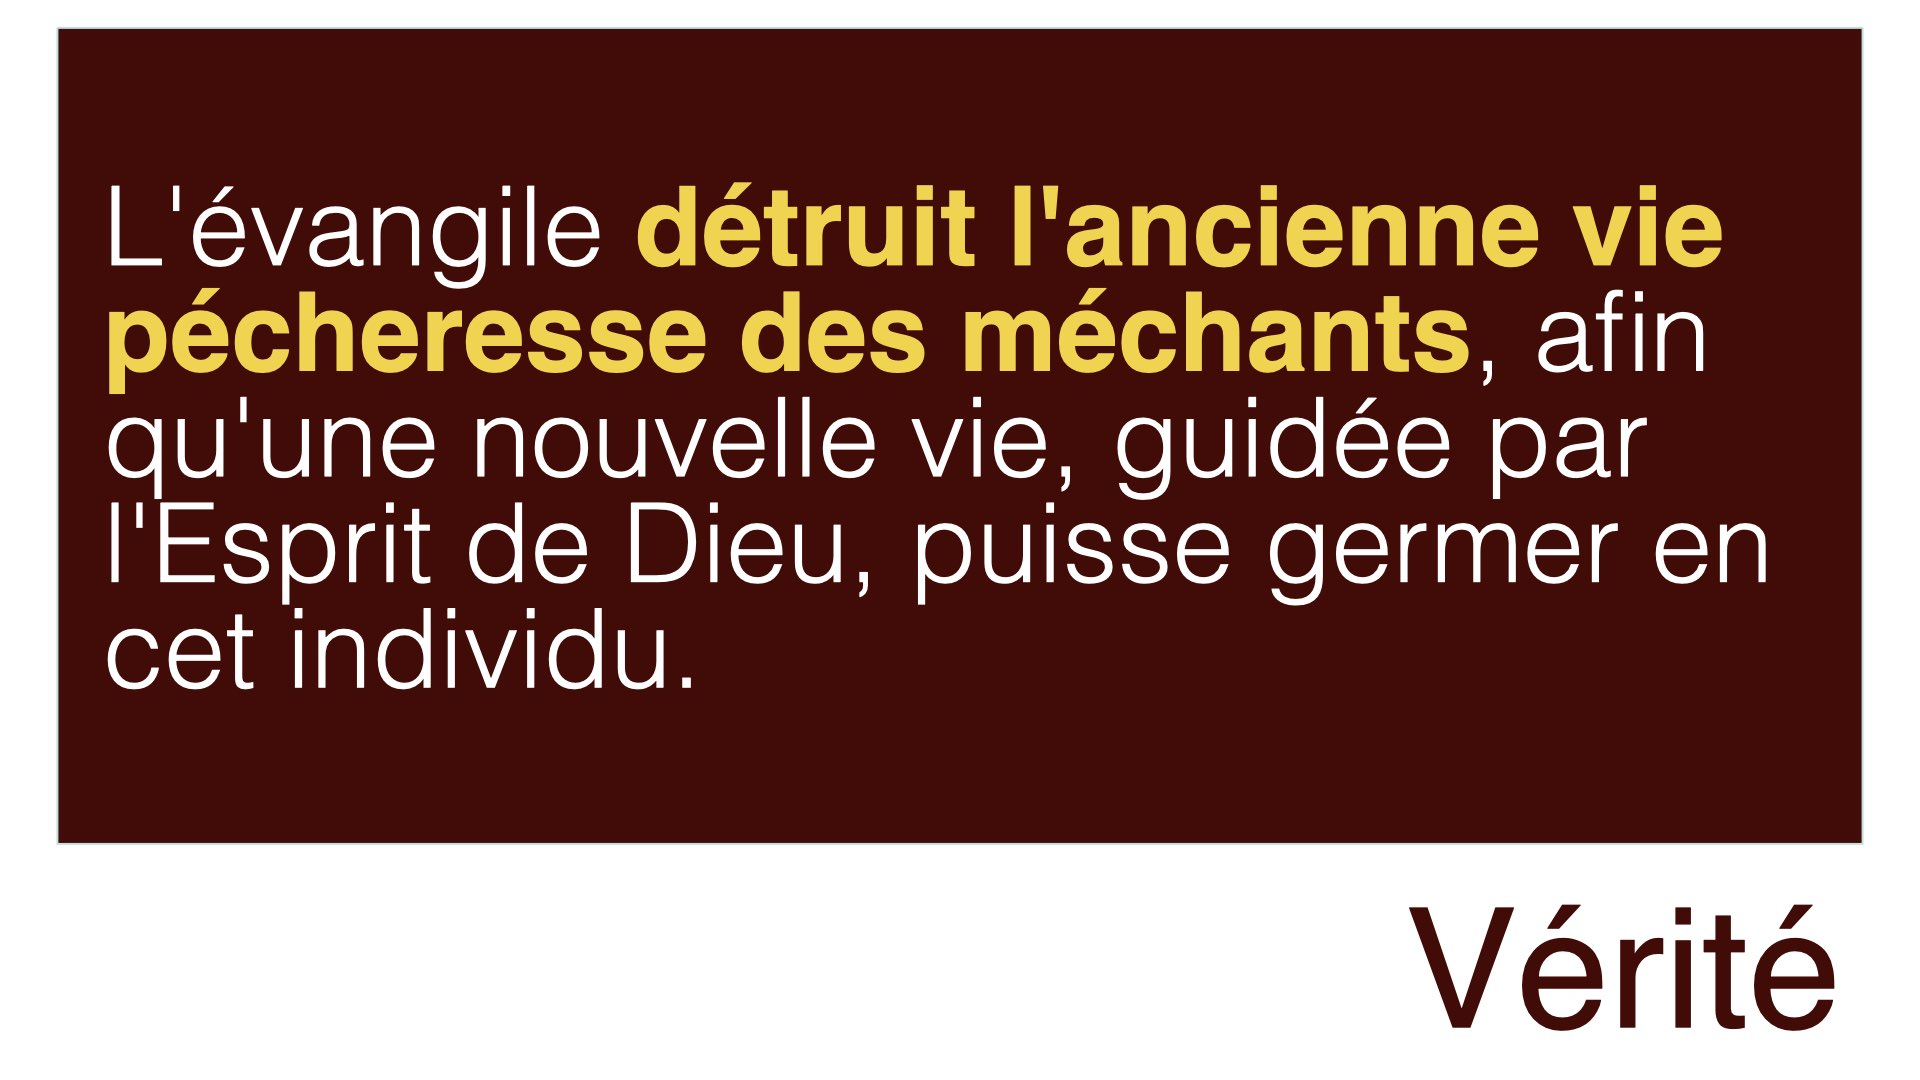 L'évangile détruit l'ancienne vie
pécheresse des méchants, afin
qu'une nouvelle vie, guidée par
l'Esprit de Dieu, puisse germer en
cet individu.
Vérité